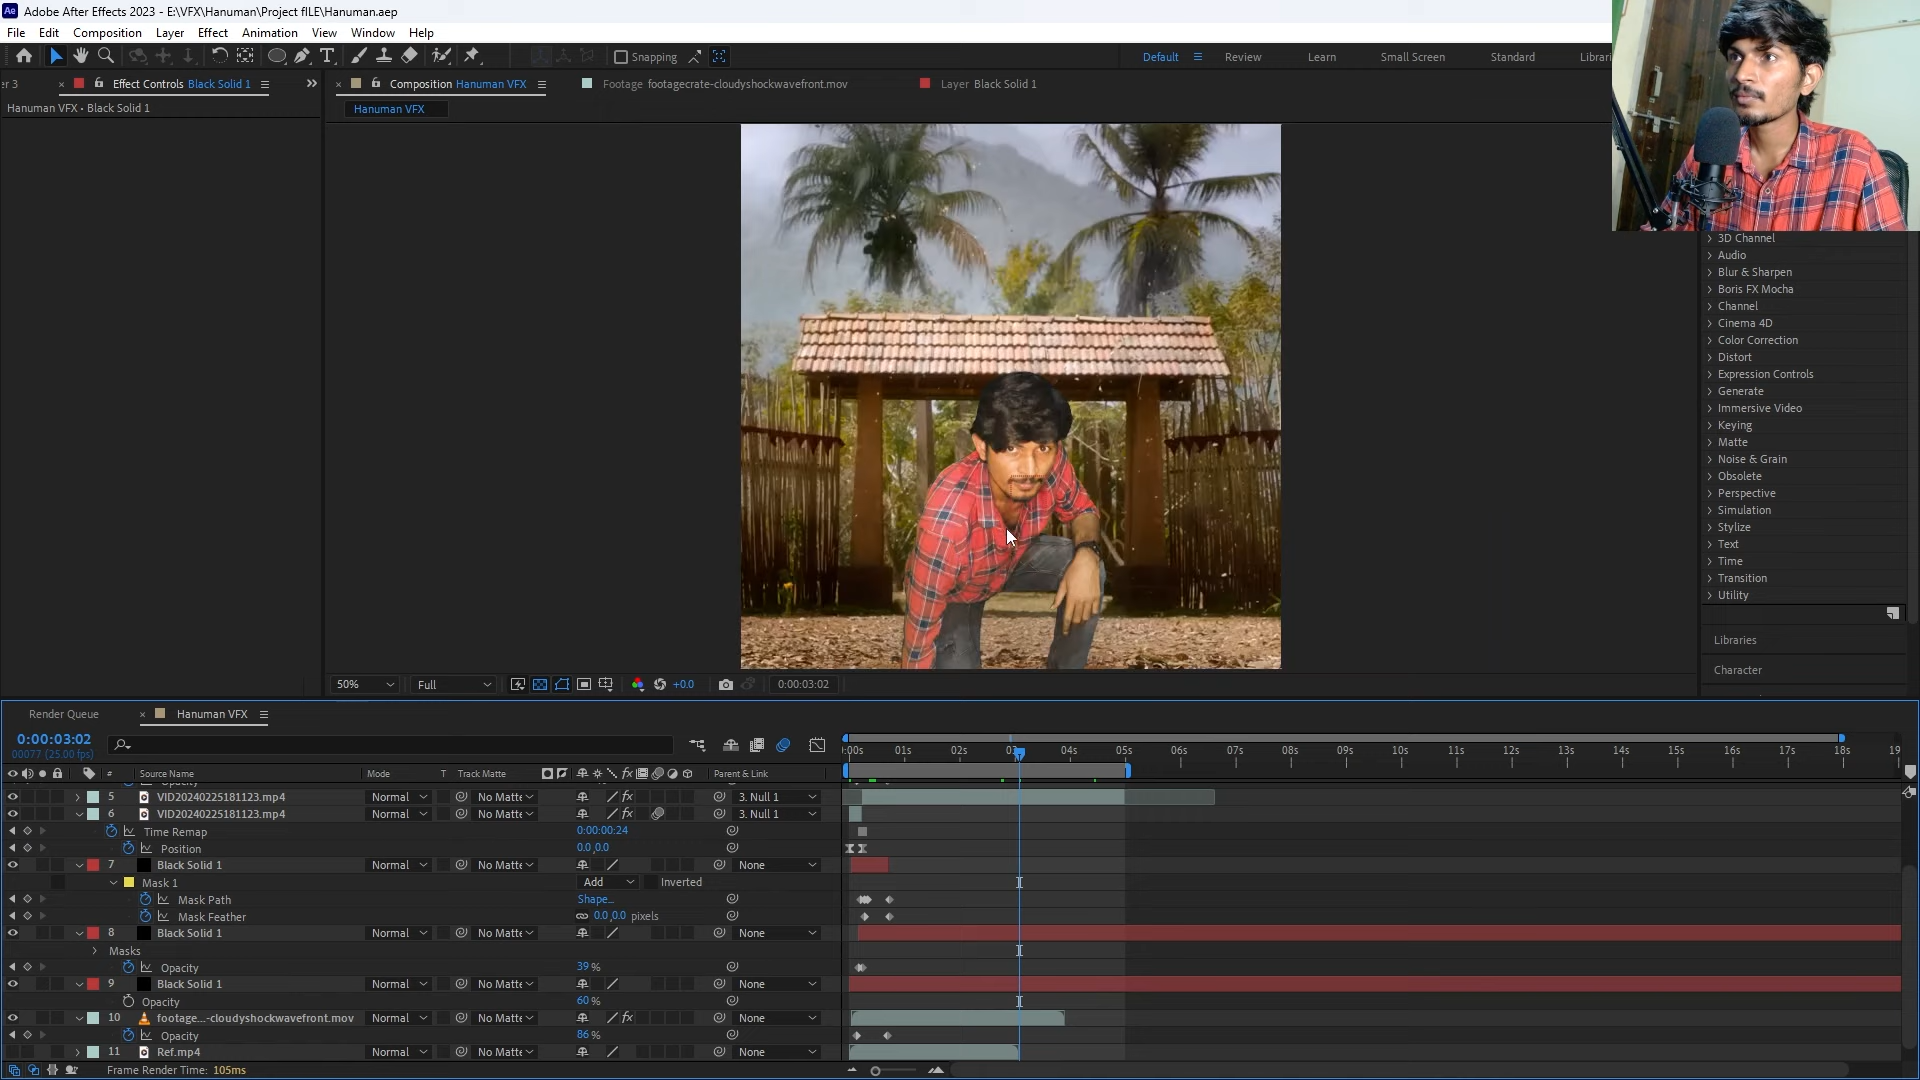 Ae Adobe After Effects 2023 - E:\VFX\Hanuman\Project fILE\Hanuman.aep
File Edit Composition Layer Effect Animation View Window Help
Snapping Default Review Learn Small Screen Standard Librari
er 3 × Effect Controls Black Solid 1 × Composition Hanuman VFX Footage footagecrate-cloudyshockwavefront.mov Layer Black Solid 1
Hanuman VFX • Black Solid 1
Hanuman VFX
3D Channel
Audio
Blur & Sharpen
Boris FX Mocha
Channel
Cinema 4D
Color Correction
Distort
Expression Controls
Generate
Immersive Video
Keying
Matte
Noise & Grain
Obsolete
Perspective
Simulation
Stylize
Text
Time
Transition
Utility
Libraries
Character
50% Full +0.0 0:00:03:02
Render Queue × Hanuman VFX
0:00:03:02
00077 (25.00 fps)
:00s 01s 02s 03s 04s 05s 06s 07s 08s 09s 10s 11s 12s 13s 14s 15s 16s 17s 18s 19
# Source Name Mode T Track Matte fx Parent & Link
5 VID20240225181123.mp4 Normal No Matte fx 3. Null 1
6 VID20240225181123.mp4 Normal No Matte fx 3. Null 1
Time Remap 0:00:00:24
Position 0.0,0.0
7 Black Solid 1 Normal No Matte None
Mask 1 Add Inverted
Mask Path Shape...
Mask Feather 0.0,0.0 pixels
8 Black Solid 1 Normal No Matte None
Masks
Opacity 39 %
9 Black Solid 1 Normal No Matte None
Opacity 60 %
10 footage...-cloudyshockwavefront.mov Normal No Matte fx None
Opacity 86 %
11 Ref.mp4 Normal No Matte None
Frame Render Time: 105ms